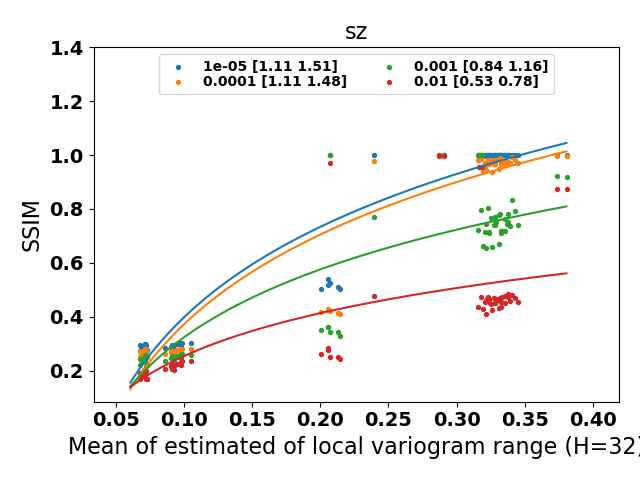 sz
1e-05 [1.11 1.51]
0.0001 [1.11 1.48]
0.001 [0.84 1.16]
0.01 [0.53 0.78]
SSIM
1.4
1.2
1.0
0.8
0.6
0.4
0.2
0.05 0.10 0.15 0.20 0.25 0.30 0.35 0.40
Mean of estimated of local variogram range (H=32)